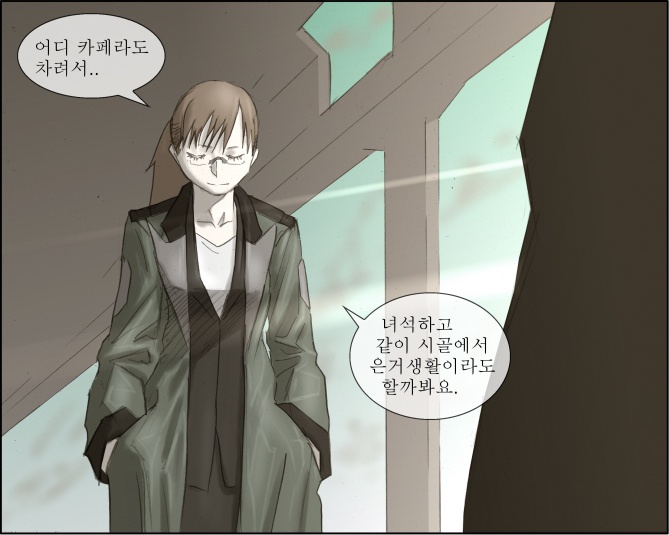 어디 카페라도
차려서..
녀석하고
같이 시골에서
은거생활이라도
할까봐요.